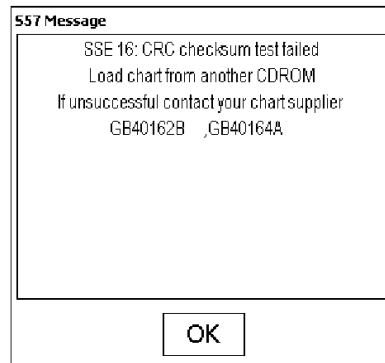 557 Message
SSE 16: CRC checksum test failed
Load chart from another CDROM
If unsuccessful contact your chart supplier
GB40162B ,GB40164A
OK